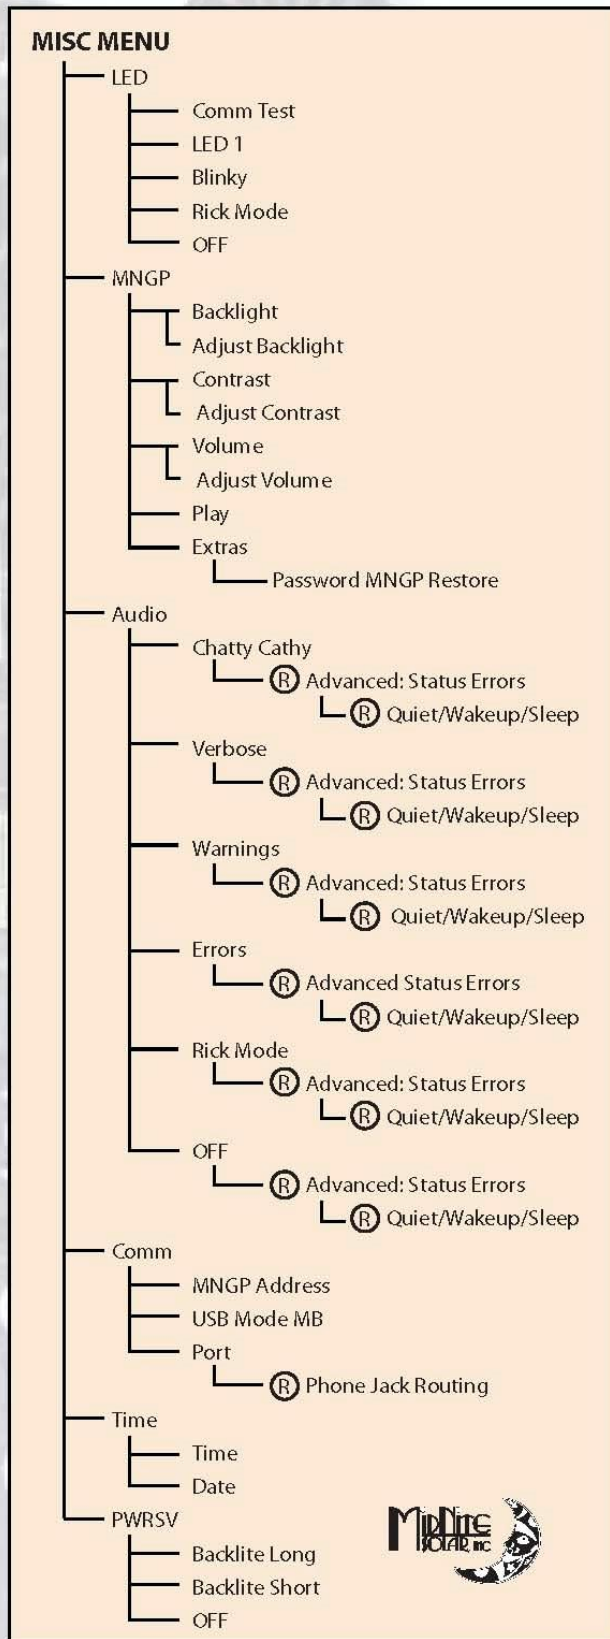 MISC MENU
LED
Comm Test
LED 1
Blinky
Rick Mode
OFF
MNGP
Backlight
Adjust Backlight
Contrast
Adjust Contrast
Volume
Adjust Volume
Play
Extras
Password MNGP Restore
Audio
Chatty Cathy
R Advanced: Status Errors
R Quiet/Wakeup/Sleep
Verbose
R Advanced: Status Errors
R Quiet/Wakeup/Sleep
Warnings
R Advanced: Status Errors
R Quiet/Wakeup/Sleep
Errors
R Advanced Status Errors
R Quiet/Wakeup/Sleep
Rick Mode
R Advanced: Status Errors
R Quiet/Wakeup/Sleep
OFF
R Advanced: Status Errors
R Quiet/Wakeup/Sleep
Comm
MNGP Address
USB Mode MB
Port
R Phone Jack Routing
Time
Time
Date
PWRSV
Backlite Long
Backlite Short
OFF
MIDNITE
SOLAR, INC